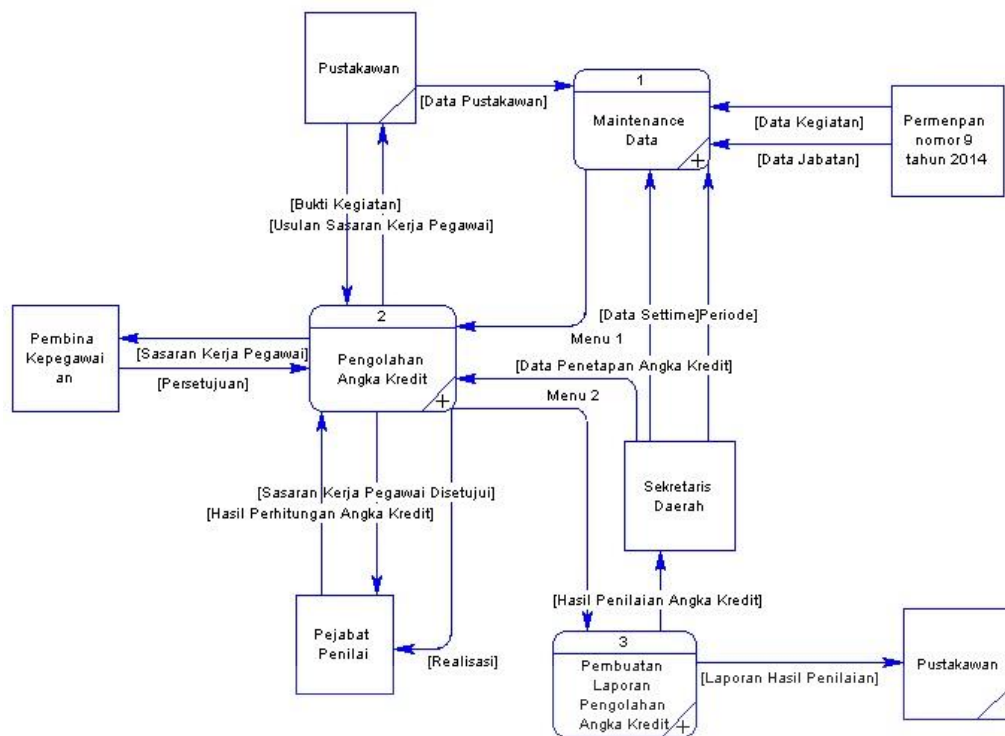 Pustakawan
1
[Data Pustakawan]
Maintenance
Data
[Data Kegiatan]
Permenpan
nomor 9
tahun 2014
[Data Jabatan]
+
[Bukti Kegiatan]
[Usulan Sasaran Kerja Pegawai]
2
[Data Settime]Periode]
Menu 1
Pembina
Kepegawai
an
[Sasaran Kerja Pegawai]
[Persetujuan]
Pengolahan
Angka Kredit
[Data Penetapan Angka Kredit]
+
Menu 2
[Sasaran Kerja Pegawai Disetujui]
[Hasil Perhitungan Angka Kredit]
Sekretaris
Daerah
[Hasil Penilaian Angka Kredit]
Pejabat
Penilai
[Realisasi]
3
Pembuatan
Laporan
Pengolahan
Angka Kredit
+
[Laporan Hasil Penilaian]
Pustakawan